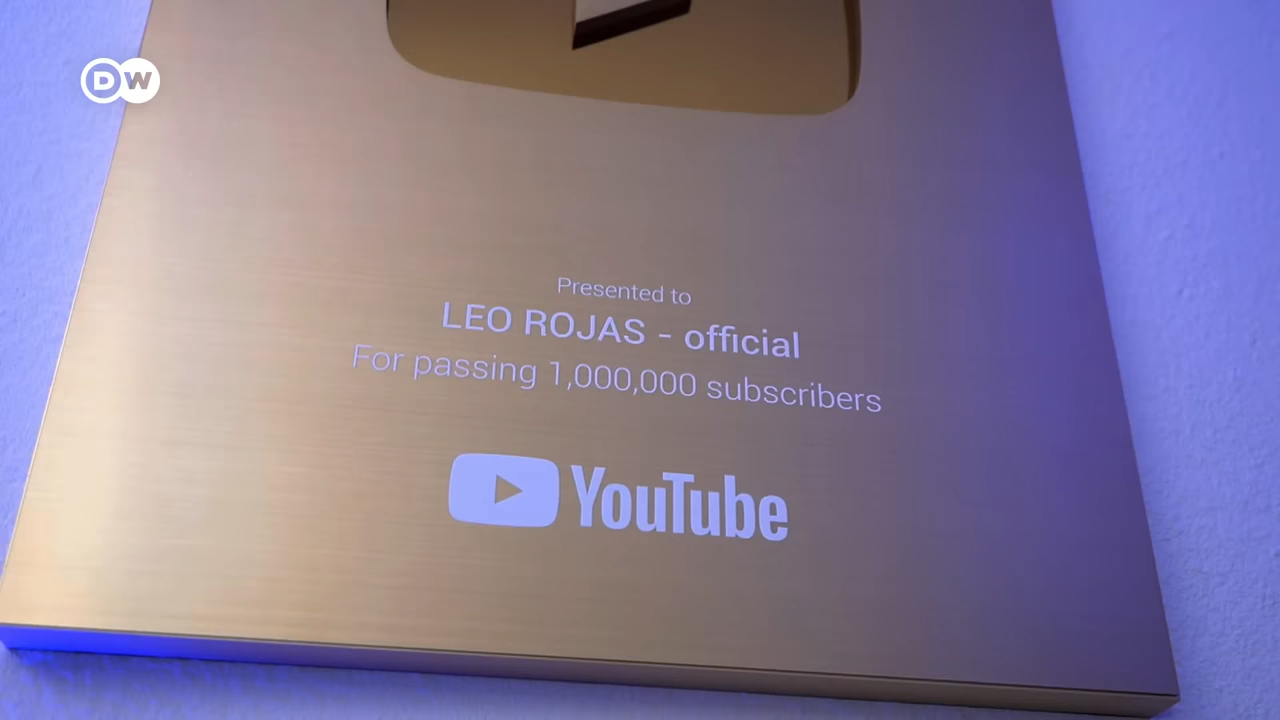 DW
Presented to
LEO ROJAS - official
For passing 1,000,000 subscribers
YouTube